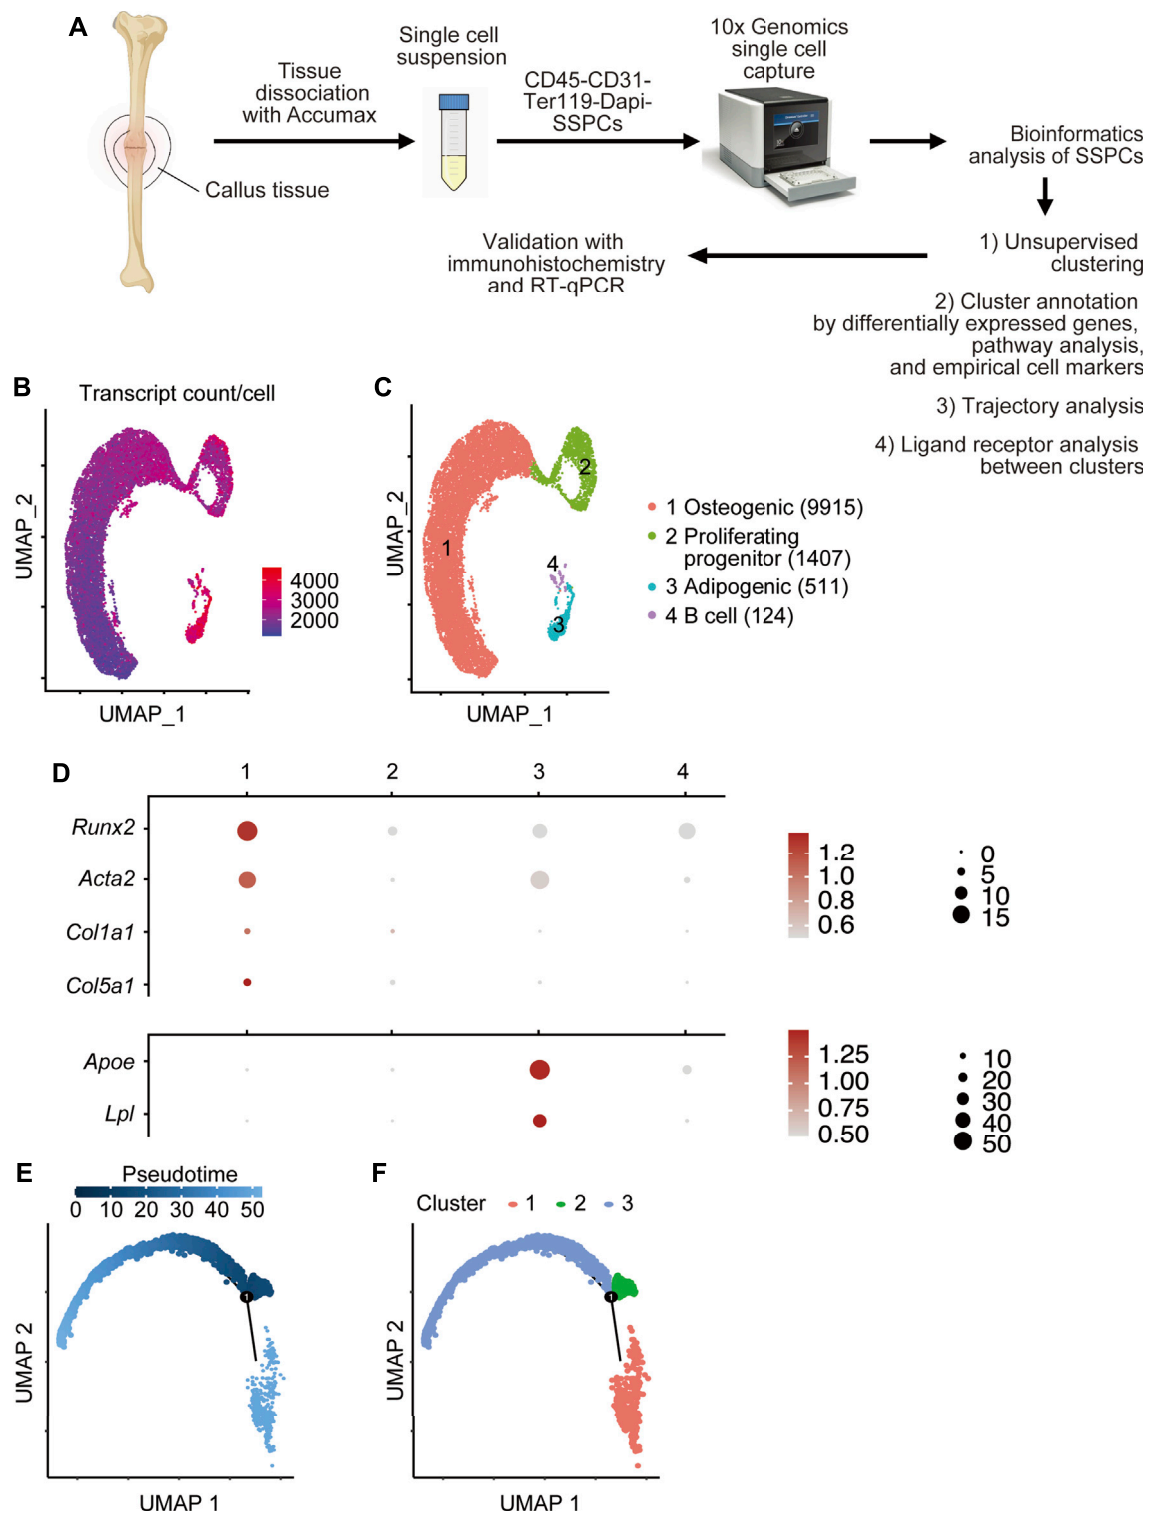 A
Callus tissue
Tissue
dissociation
with Accumax
Single cell
suspension
CD45-CD31-
Ter119-Dapi-
SSPCs
10x Genomics
single cell
capture
Bioinformatics
analysis of SSPCs
1) Unsupervised
clustering
2) Cluster annotation
by differentially expressed genes,
pathway analysis,
and empirical cell markers
3) Trajectory analysis
4) Ligand receptor analysis
between clusters
Validation with
immunohistochemistry
and RT-qPCR
B
Transcript count/cell
UMAP_2
UMAP_1
4000
3000
2000
C
UMAP_2
UMAP_1
1
2
3
4
1 Osteogenic (9915)
2 Proliferating
progenitor (1407)
3 Adipogenic (511)
4 B cell (124)
D
1 2 3 4
Runx2
Acta2
Col1a1
Col5a1
1.2
1.0
0.8
0.6
0
5
10
15
Apoe
Lpl
1.25
1.00
0.75
0.50
10
20
30
40
50
E
Pseudotime
0 10 20 30 40 50
1
UMAP 2
UMAP 1
F
Cluster 1 2 3
1
UMAP 2
UMAP 1